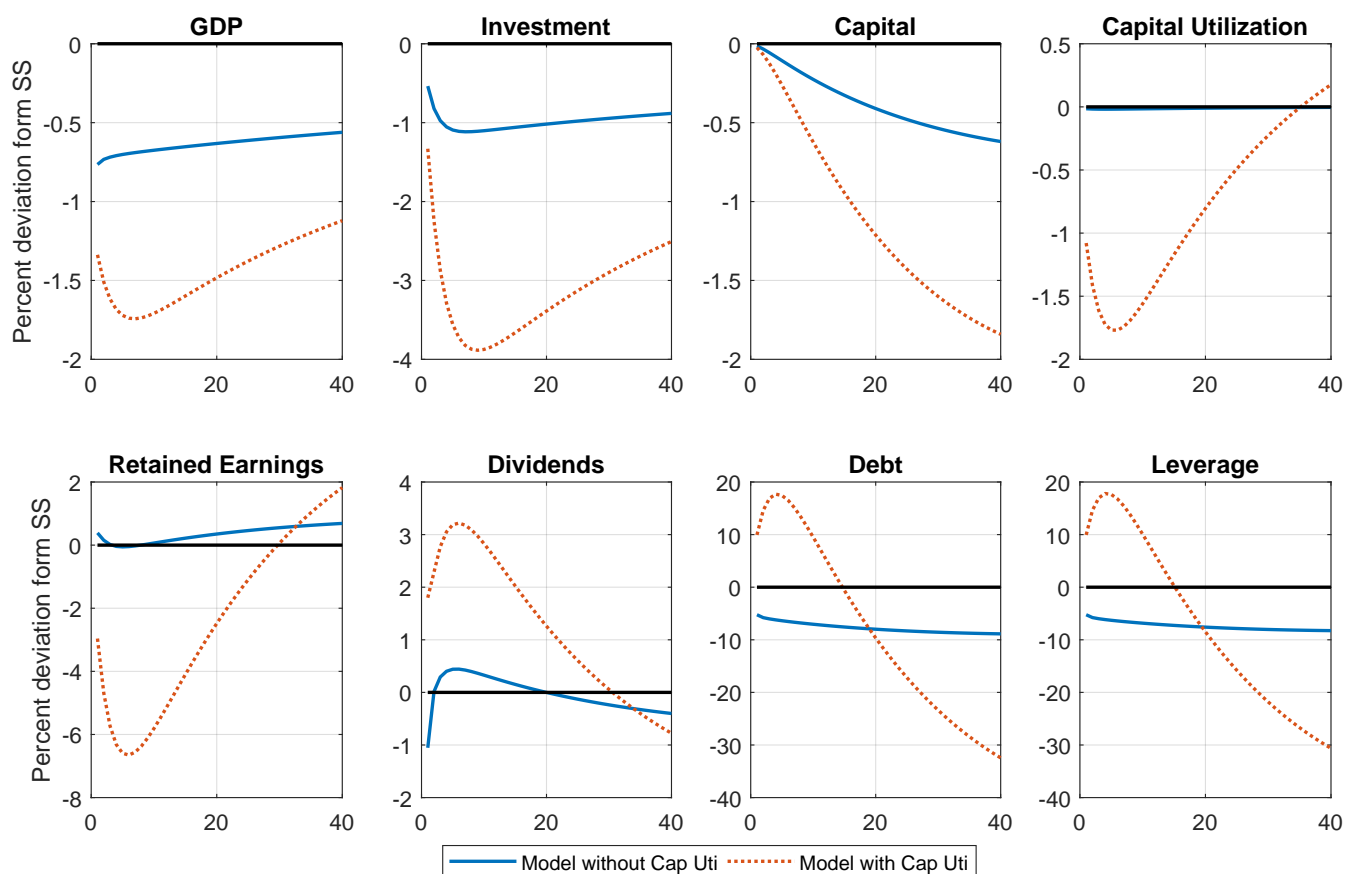 GDP
Investment
Capital
Capital Utilization
Percent deviation form SS
0
-0.5
-1
-1.5
-2
0 20 40
0
-1
-2
-3
-4
0 20 40
0
-0.5
-1
-1.5
-2
0 20 40
0.5
0
-0.5
-1
-1.5
-2
0 20 40
Retained Earnings
Dividends
Debt
Leverage
Percent deviation form SS
2
0
-2
-4
-6
-8
0 20 40
4
3
2
1
0
-1
-2
0 20 40
20
10
0
-10
-20
-30
-40
0 20 40
20
10
0
-10
-20
-30
-40
0 20 40
Model without Cap Uti Model with Cap Uti